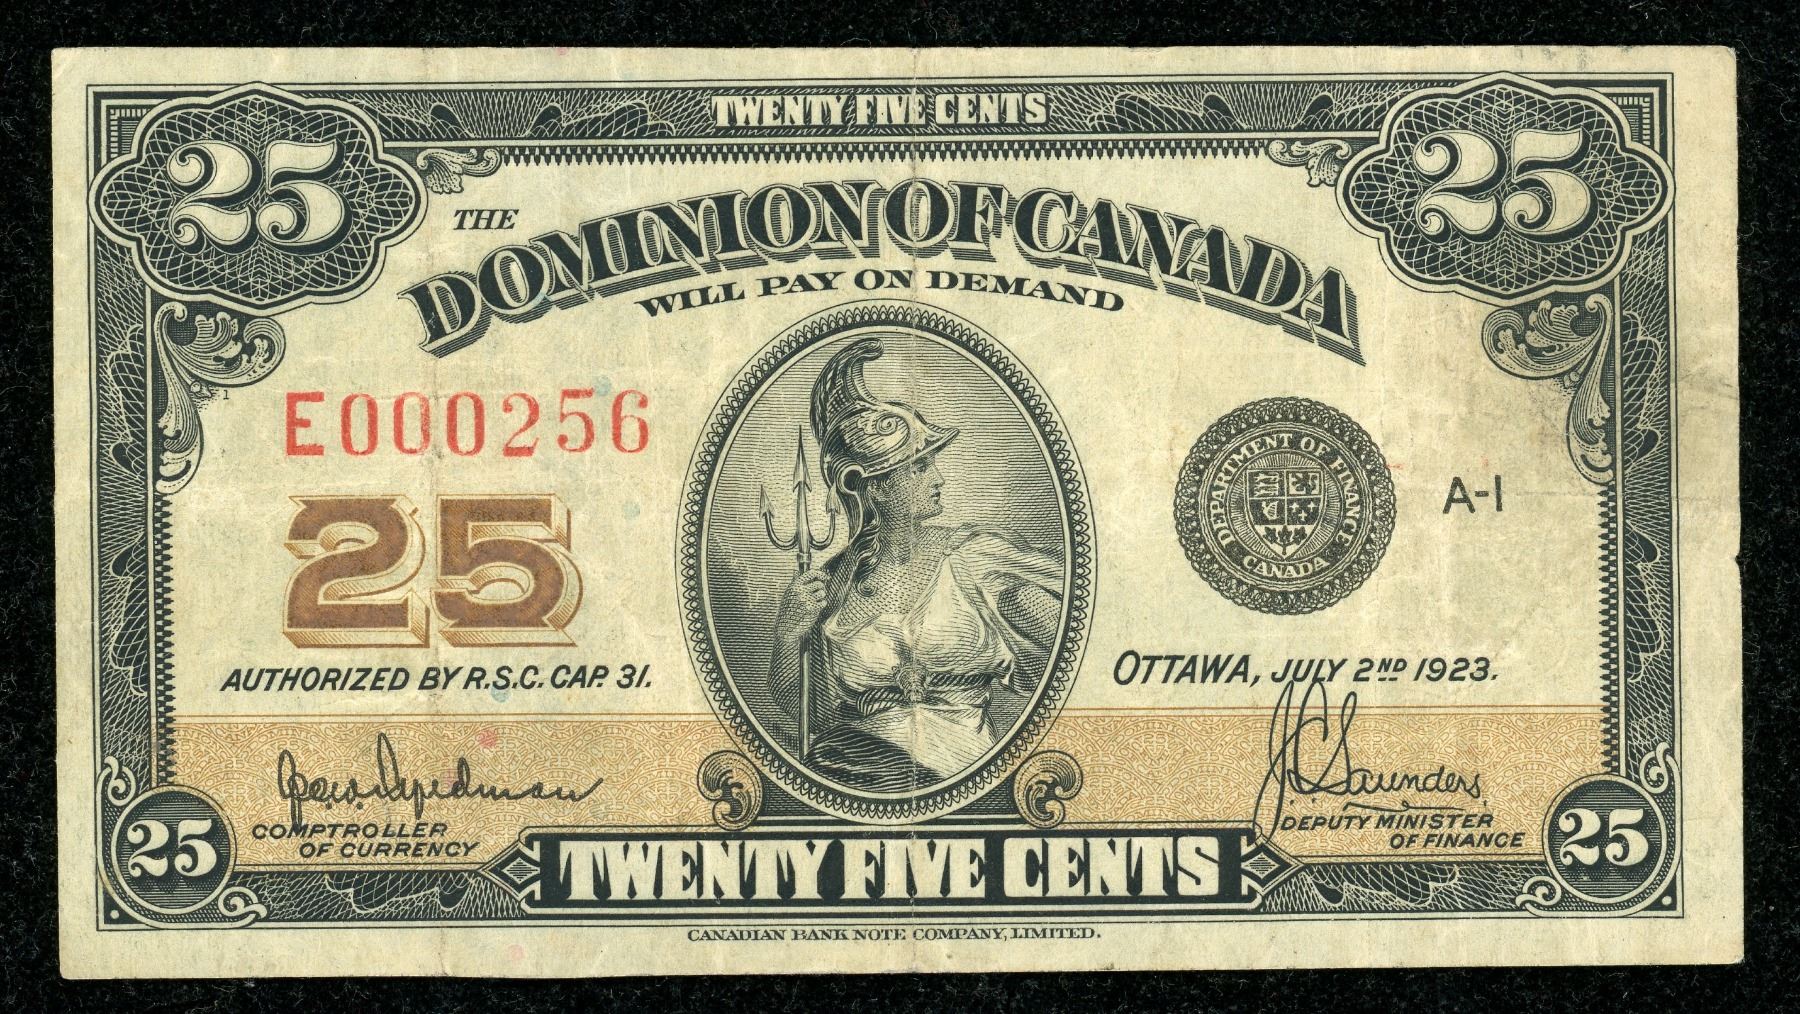 TWENTY FIVE CENTS
25 25
THE DOMINION OF CANADA
WILL PAY ON DEMAND
E000256
1
25
DEPARTMENT OF FINANCE
CANADA
A-1
AUTHORIZED BY R.S.C. CAP. 31.
OTTAWA, JULY 2ND 1923.
J.C. Saunders
COMPTROLLER
OF CURRENCY
DEPUTY MINISTER
OF FINANCE
25 25
TWENTY FIVE CENTS
CANADIAN BANK NOTE COMPANY, LIMITED.